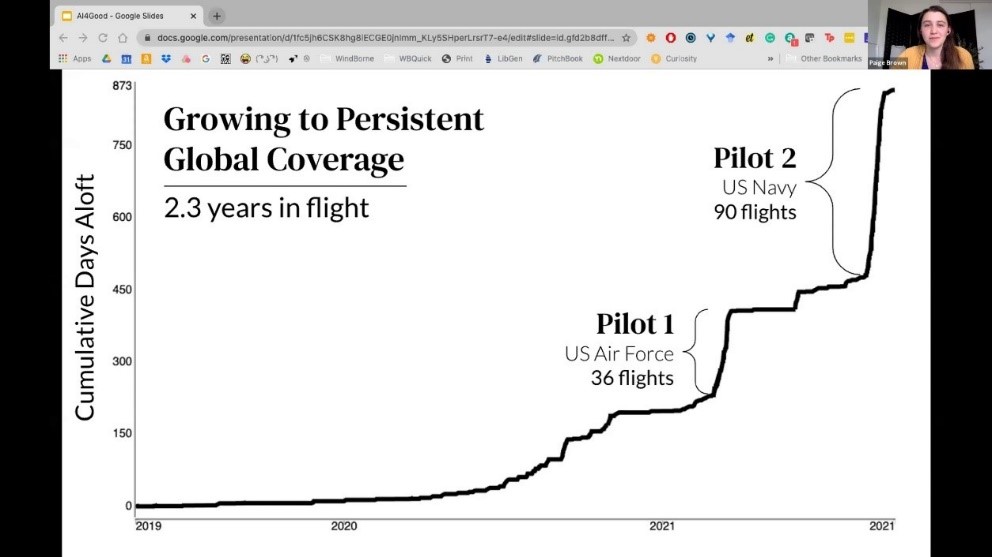 AI4Good - Google Slides
docs.google.com/presentation/d/1fc5jh6CSK8hg8IECGE0jnImm_KLy5SHperLrsrT7-e4/edit#slide=id.gfd2b8dff...
Apps
WindBorne
WBQuick
Print
LibGen
PitchBook
Nextdoor
Curiosity
»
Other Bookmarks
Paige Brown
Growing to Persistent
Global Coverage
2.3 years in flight
Cumulative Days Aloft
873
750
600
450
300
150
0
Pilot 2
US Navy
90 flights
Pilot 1
US Air Force
36 flights
2019
2020
2021
2021